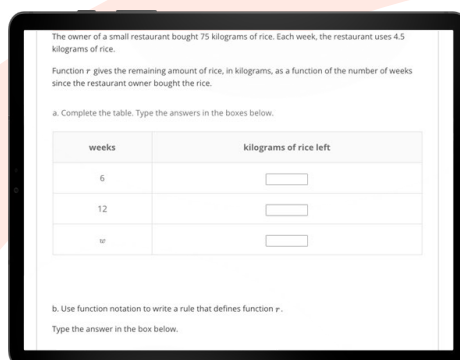 The owner of a small restaurant bought 75 kilograms of rice. Each week, the restaurant uses 4.5
kilograms of rice.
Function r gives the remaining amount of rice, in kilograms, as a function of the number of weeks
since the restaurant owner bought the rice.
a. Complete the table. Type the answers in the boxes below.
weeks kilograms of rice left
6
12
w
b. Use function notation to write a rule that defines function r.
Type the answer in the box below.